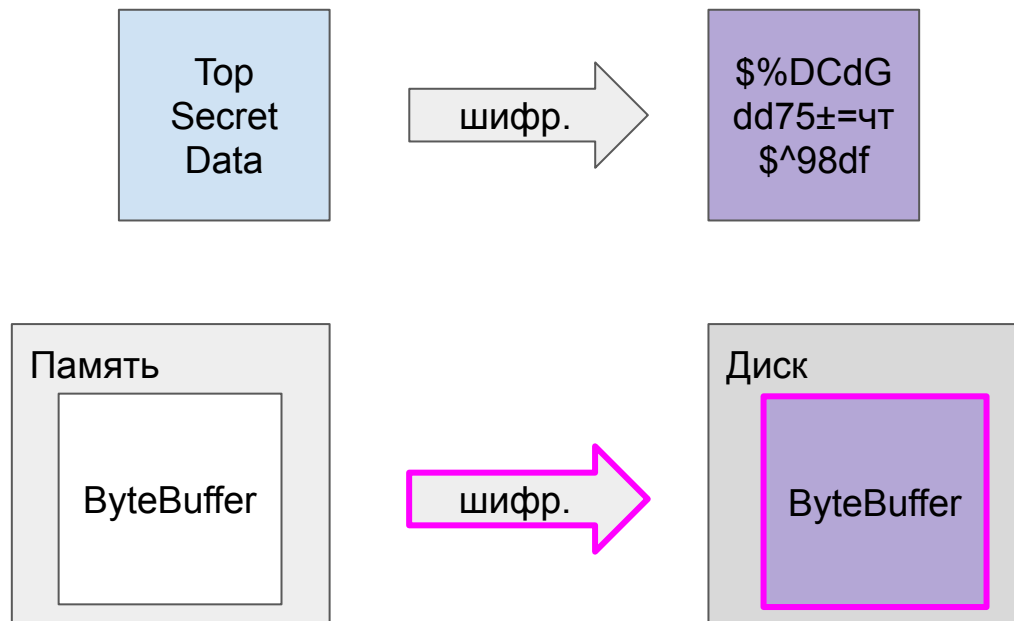 Top
Secret
Data
шифр.
$%DCdG
dd75±=чт
$^98df
Память
ByteBuffer
шифр.
Диск
ByteBuffer